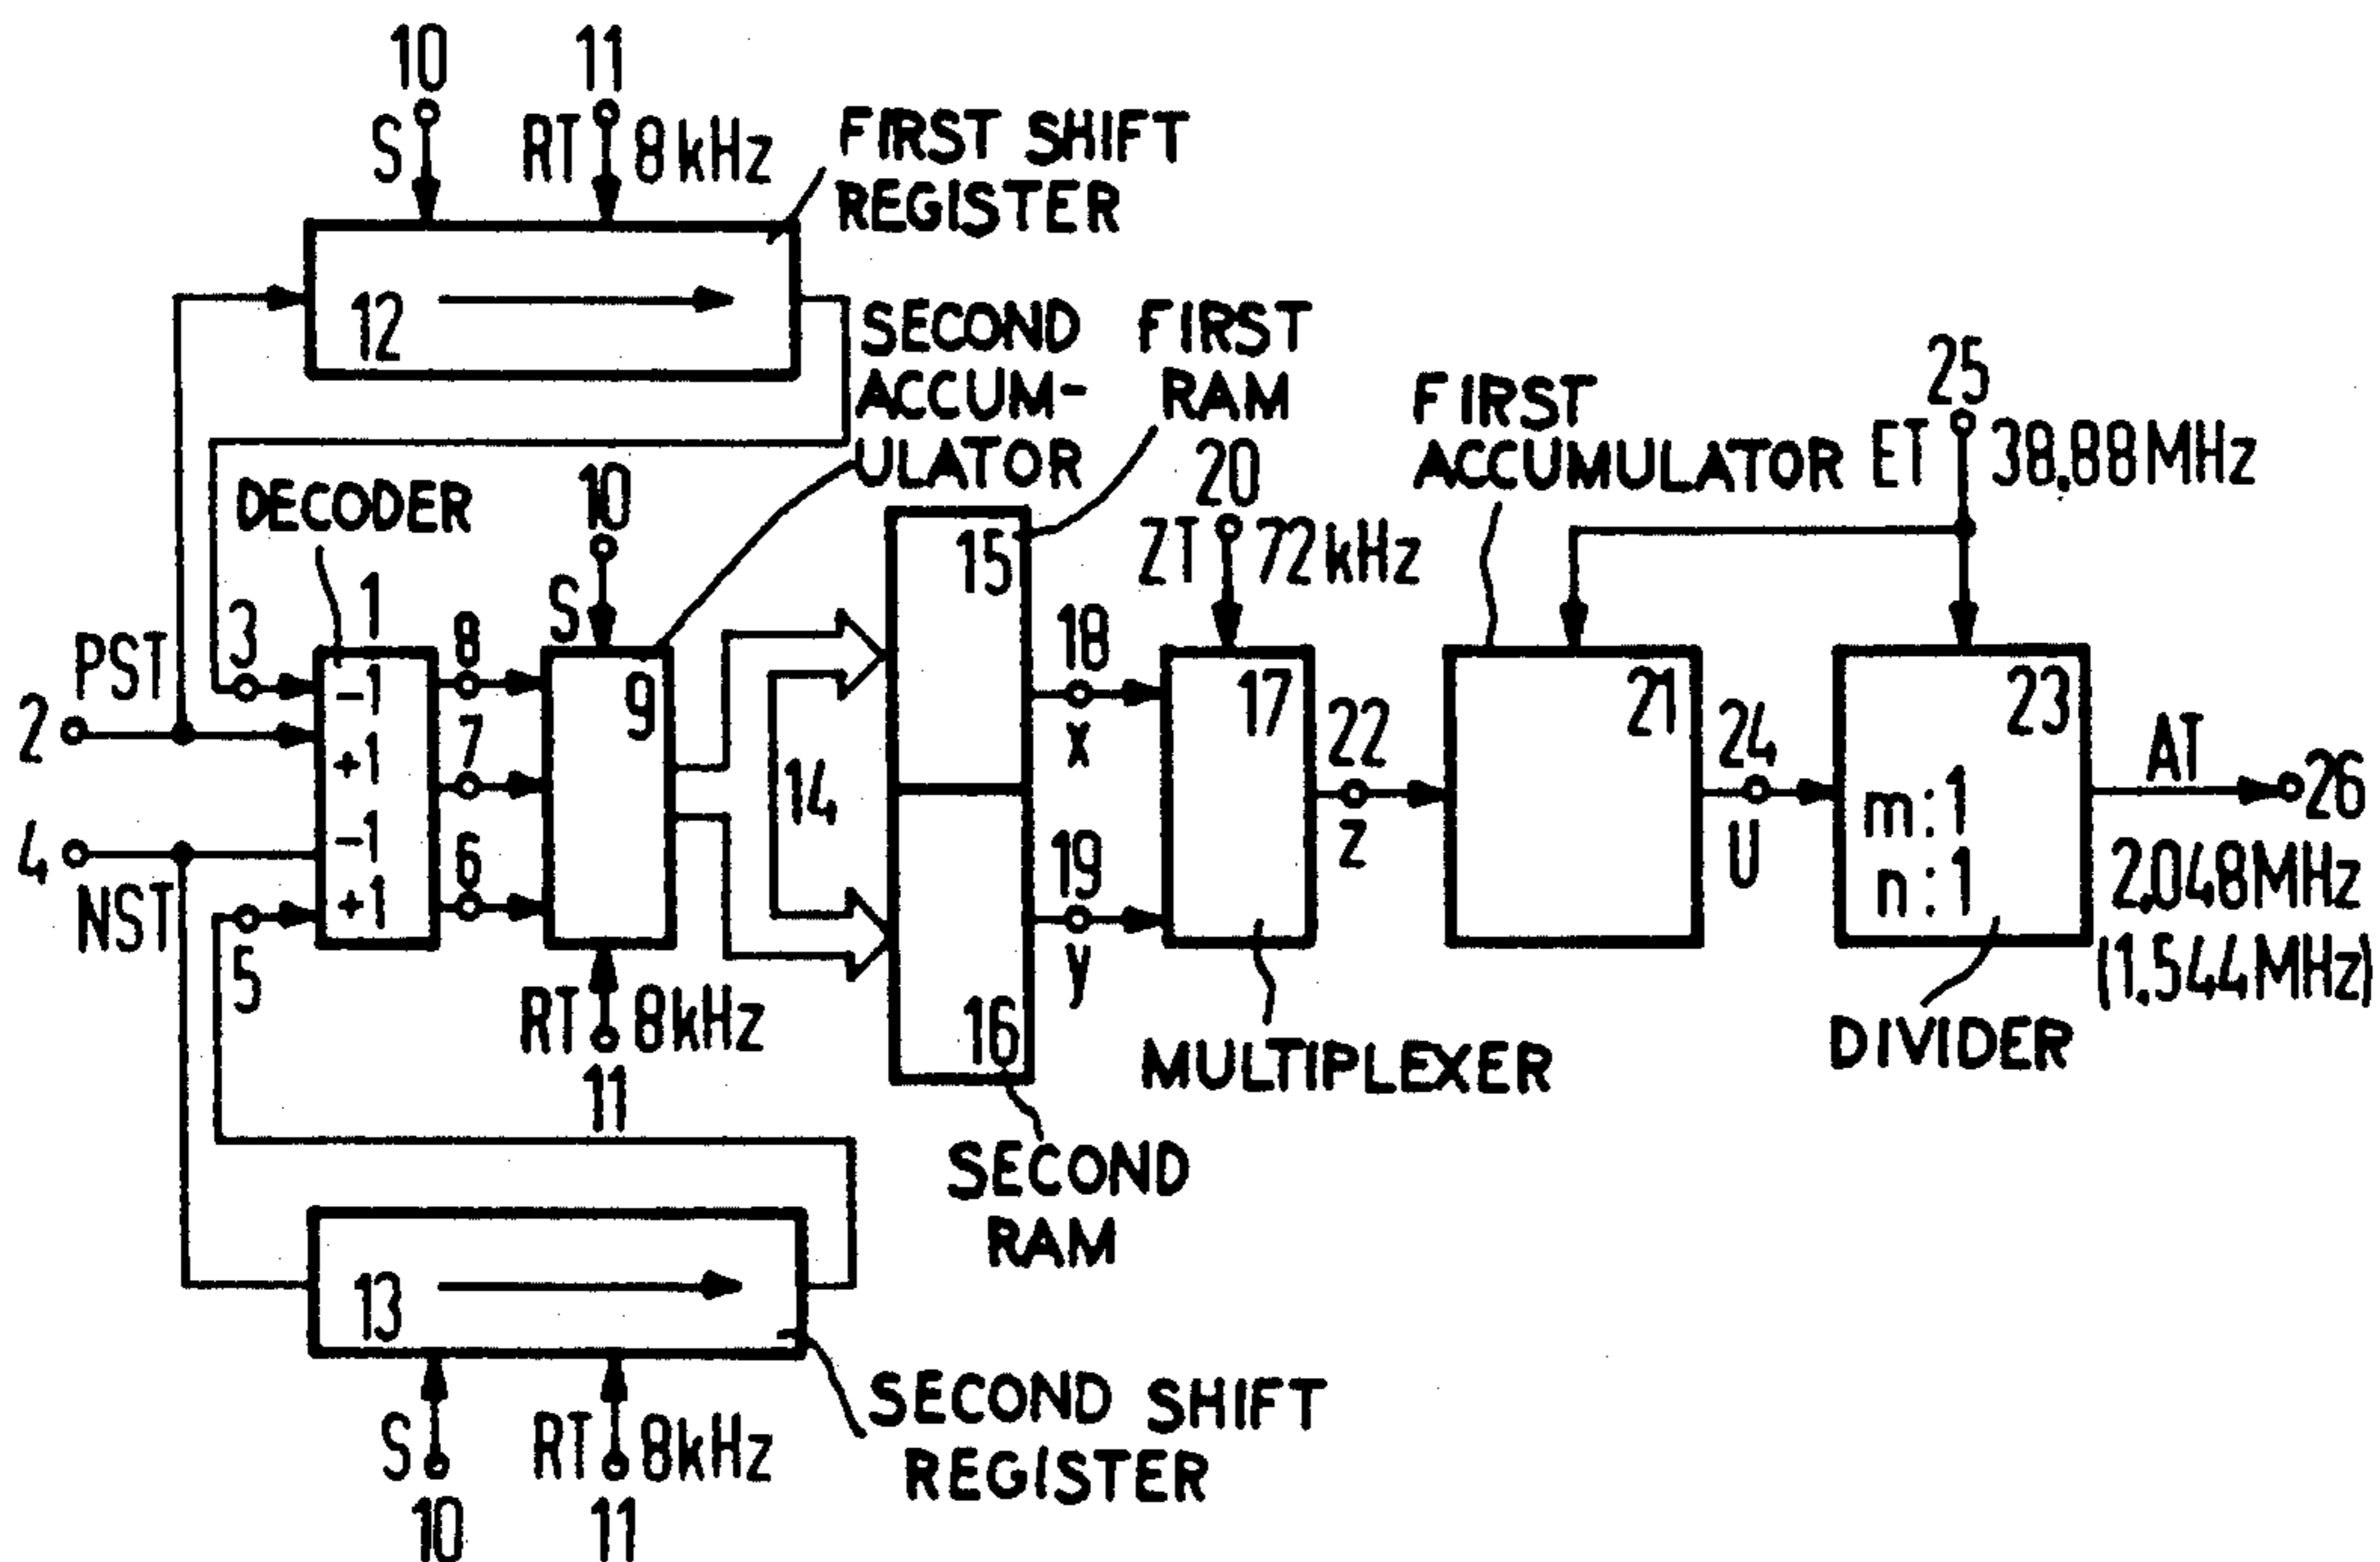 10
11
S
RT
8kHz
FIRST SHIFT
REGISTER
12
SECOND
ACCUM-
ULATOR
FIRST
RAM
FIRST
ACCUMULATOR
25
ET
38.88MHz
DECODER
10
S
20
ZT
72kHz
15
1
3
PST
2
-1
+1
-1
+1
8
7
6
9
14
18
x
17
22
z
21
24
U
23
m:1
n:1
AT
26
2.048MHz
(1.544MHz)
4
NST
5
RT
8kHz
11
19
y
16
MULTIPLEXER
DIVIDER
SECOND
RAM
13
SECOND SHIFT
REGISTER
S
RT
8kHz
10
11